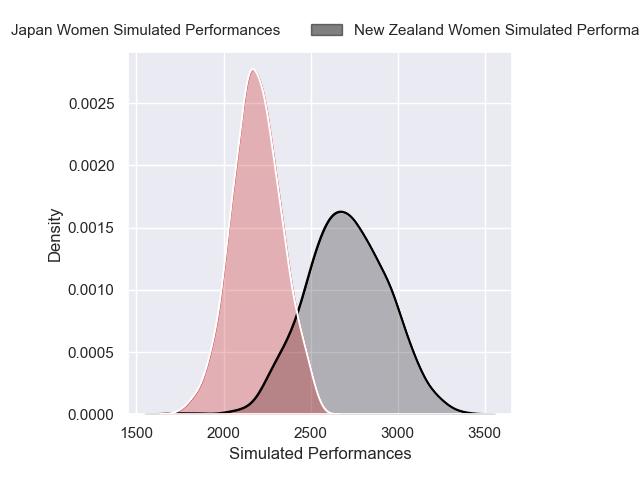 Japan Women Simulated Performances
New Zealand Women Simulated Performa
0.0025
0.0020
0.0015
0.0010
0.0005
0.0000
Density
1500 2000 2500 3000 3500
Simulated Performances